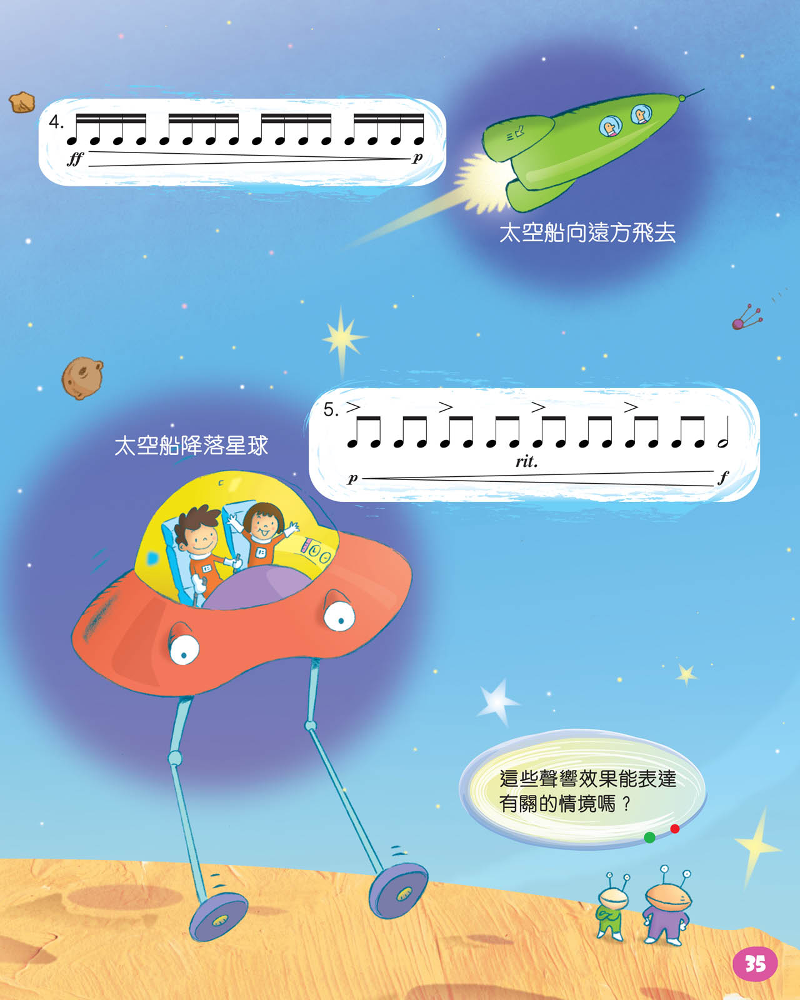 4.
ff p
太空船向遠方飛去
5.
太空船降落星球
rit.
p f
這些聲響效果能表達
有關的情境嗎？
35